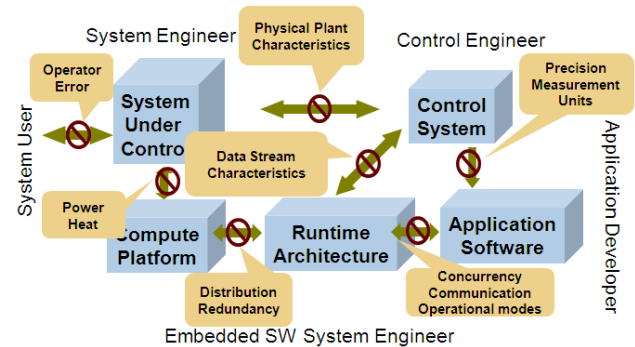 System Engineer
Physical Plant
Characteristics
Control Engineer
Operator
Error
Precision
Measurement
Units
System
Under
Control
Control
System
System User
Data Stream
Characteristics
Application Developer
Power
Heat
Compute
Platform
Runtime
Architecture
Application
Software
Distribution
Redundancy
Concurrency
Communication
Operational modes
Embedded SW System Engineer